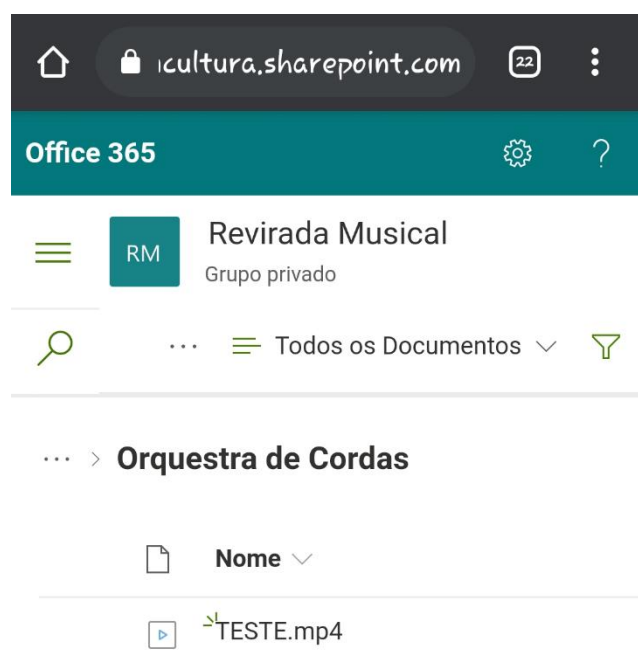 ıcultura.sharepoint.com 22
Office 365
RM Revirada Musical
Grupo privado
... Todos os Documentos
... > Orquestra de Cordas
Nome
TESTE.mp4